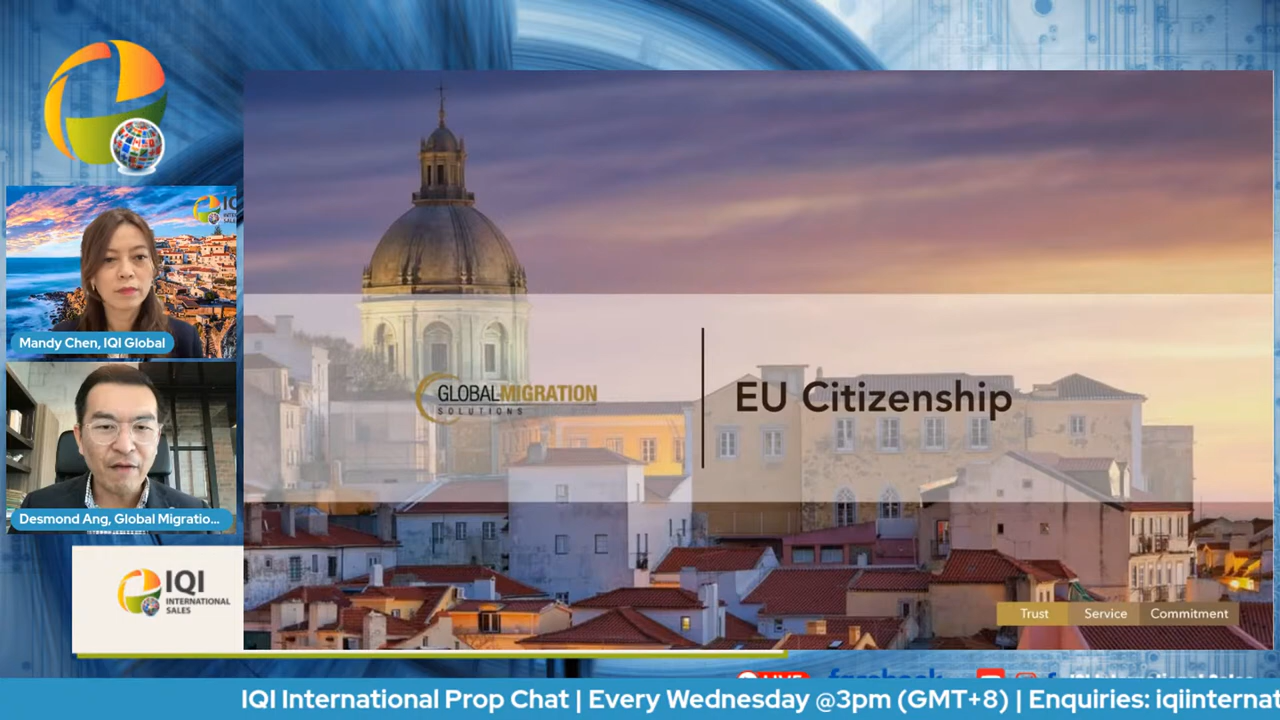 Mandy Chen, IQI Global
Desmond Ang, Global Migratio...
IQI
INTERNATIONAL
SALES
GLOBAL MIGRATION
SOLUTIONS
EU Citizenship
Trust
Service
Commitment
IQI International Prop Chat | Every Wednesday @3pm (GMT+8) | Enquiries: iqiinternat